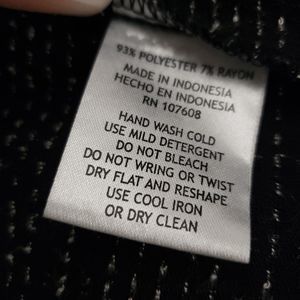 93% POLYESTER 7% RAYON
MADE IN INDONESIA
HECHO EN INDONESIA
RN 107608
HAND WASH COLD
USE MILD DETERGENT
DO NOT BLEACH
DO NOT WRING OR TWIST
DRY FLAT AND RESHAPE
USE COOL IRON
OR DRY CLEAN